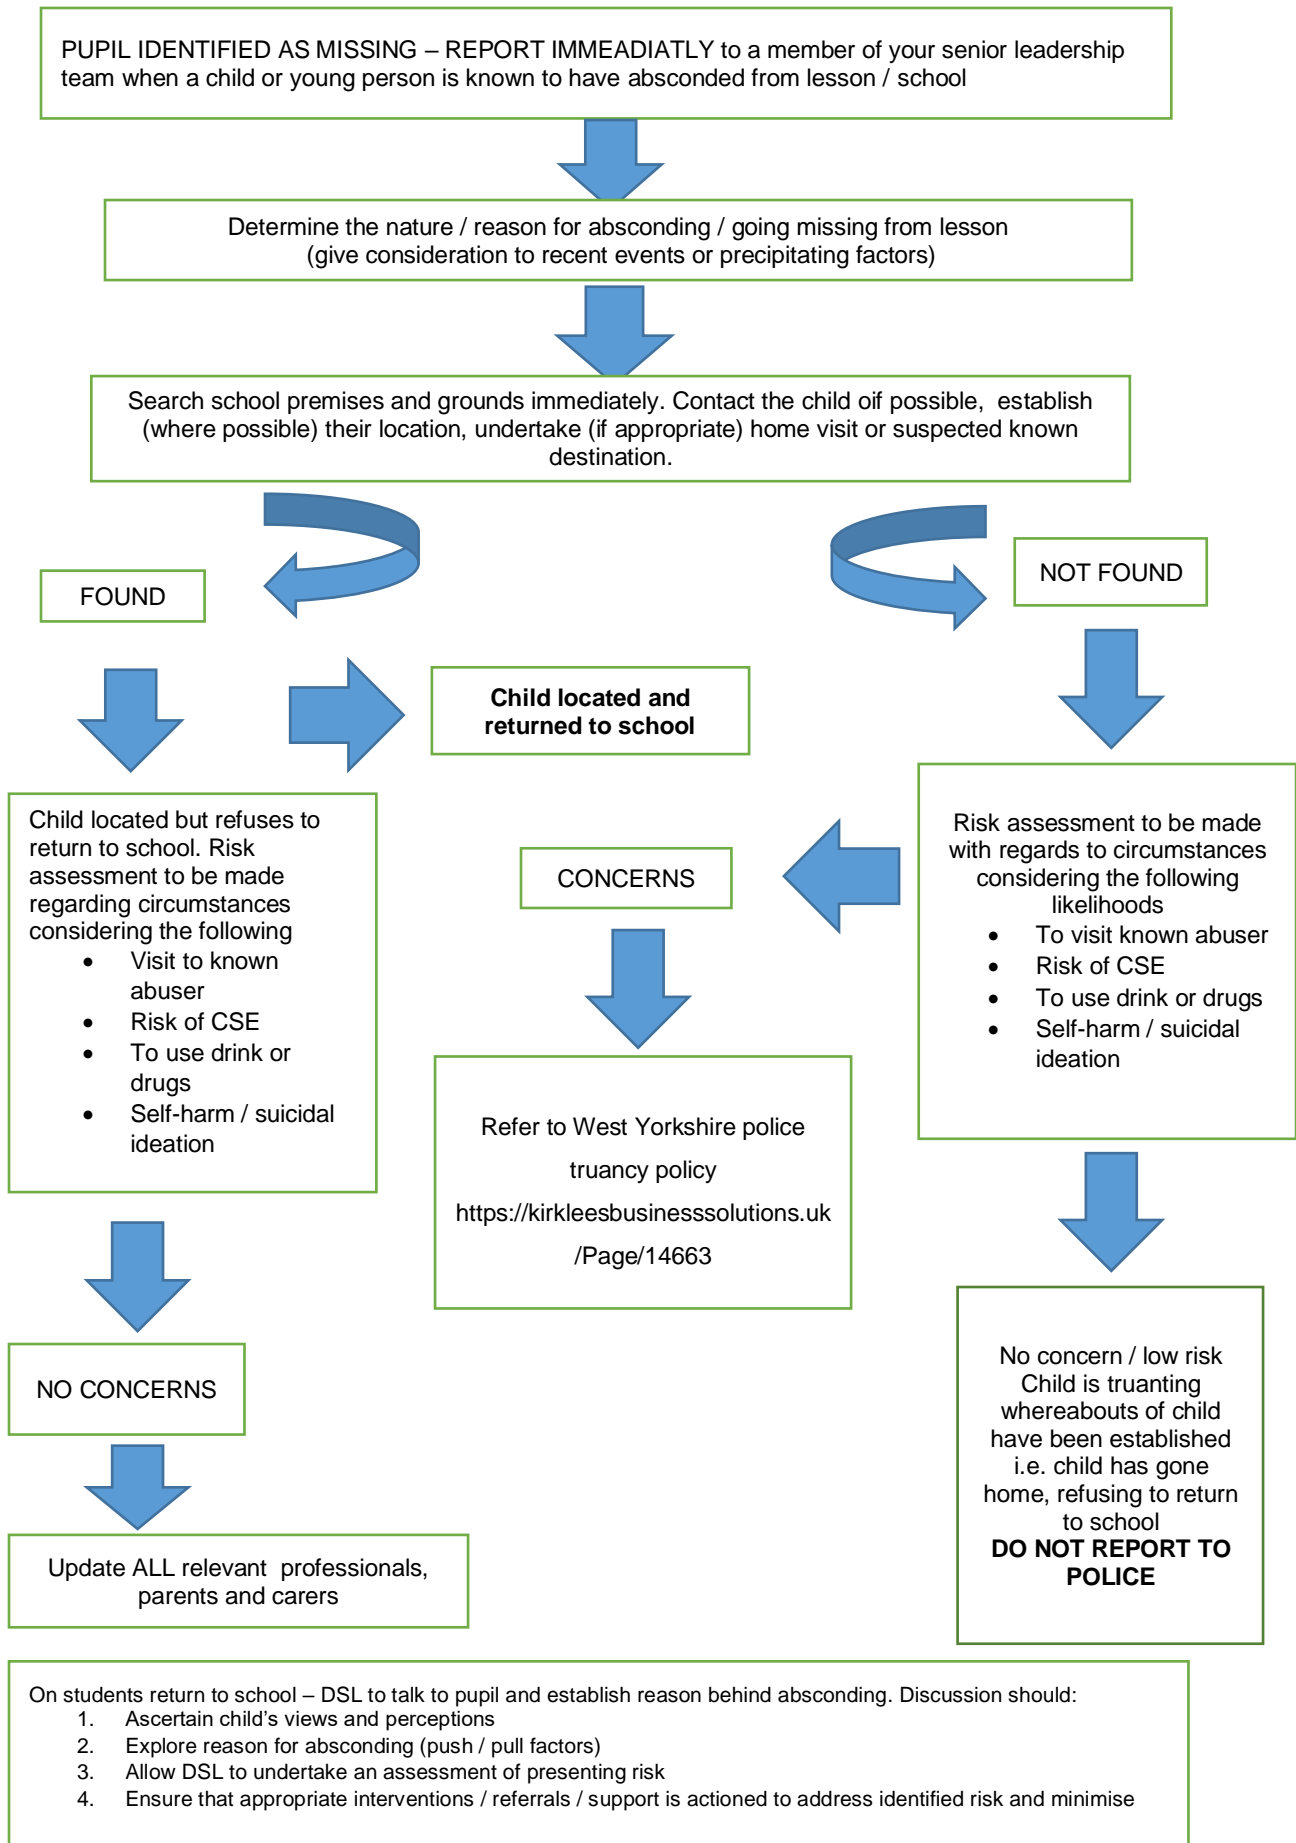 PUPIL IDENTIFIED AS MISSING – REPORT IMMEADIATLY to a member of your senior leadership
team when a child or young person is known to have absconded from lesson / school
Determine the nature / reason for absconding / going missing from lesson
(give consideration to recent events or precipitating factors)
Search school premises and grounds immediately. Contact the child oif possible, establish
(where possible) their location, undertake (if appropriate) home visit or suspected known
destination.
FOUND
NOT FOUND
Child located and
returned to school
Child located but refuses to
return to school. Risk
assessment to be made
regarding circumstances
considering the following
• Visit to known
abuser
• Risk of CSE
• To use drink or
drugs
• Self-harm / suicidal
ideation
CONCERNS
Risk assessment to be made
with regards to circumstances
considering the following
likelihoods
• To visit known abuser
• Risk of CSE
• To use drink or drugs
• Self-harm / suicidal
ideation
Refer to West Yorkshire police
truancy policy
https://kirkleesbusinesssolutions.uk
/Page/14663
NO CONCERNS
No concern / low risk
Child is truanting
whereabouts of child
have been established
i.e. child has gone
home, refusing to return
to school
DO NOT REPORT TO
POLICE
Update ALL relevant professionals,
parents and carers
On students return to school – DSL to talk to pupil and establish reason behind absconding. Discussion should:
1. Ascertain child's views and perceptions
2. Explore reason for absconding (push / pull factors)
3. Allow DSL to undertake an assessment of presenting risk
4. Ensure that appropriate interventions / referrals / support is actioned to address identified risk and minimise